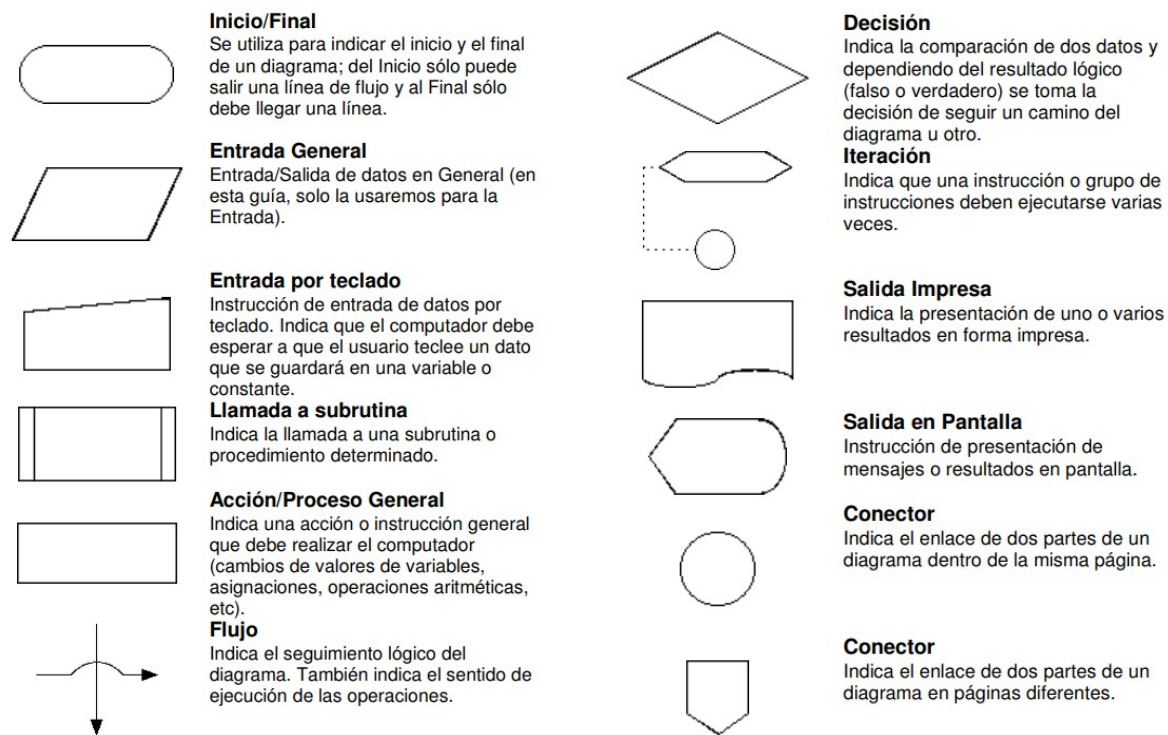 Inicio/Final
Se utiliza para indicar el inicio y el final
de un diagrama; del Inicio sólo puede
salir una línea de flujo y al Final sólo
debe llegar una línea.
Entrada General
Entrada/Salida de datos en General (en
esta guía, solo la usaremos para la
Entrada).
Entrada por teclado
Instrucción de entrada de datos por
teclado. Indica que el computador debe
esperar a que el usuario teclee un dato
que se guardará en una variable o
constante.
Llamada a subrutina
Indica la llamada a una subrutina o
procedimiento determinado.
Acción/Proceso General
Indica una acción o instrucción general
que debe realizar el computador
(cambios de valores de variables,
asignaciones, operaciones aritméticas,
etc).
Flujo
Indica el seguimiento lógico del
diagrama. También indica el sentido de
ejecución de las operaciones.
Decisión
Indica la comparación de dos datos y
dependiendo del resultado lógico
(falso o verdadero) se toma la
decisión de seguir un camino del
diagrama u otro.
Iteración
Indica que una instrucción o grupo de
instrucciones deben ejecutarse varias
veces.
Salida Impresa
Indica la presentación de uno o varios
resultados en forma impresa.
Salida en Pantalla
Instrucción de presentación de
mensajes o resultados en pantalla.
Conector
Indica el enlace de dos partes de un
diagrama dentro de la misma página.
Conector
Indica el enlace de dos partes de un
diagrama en páginas diferentes.